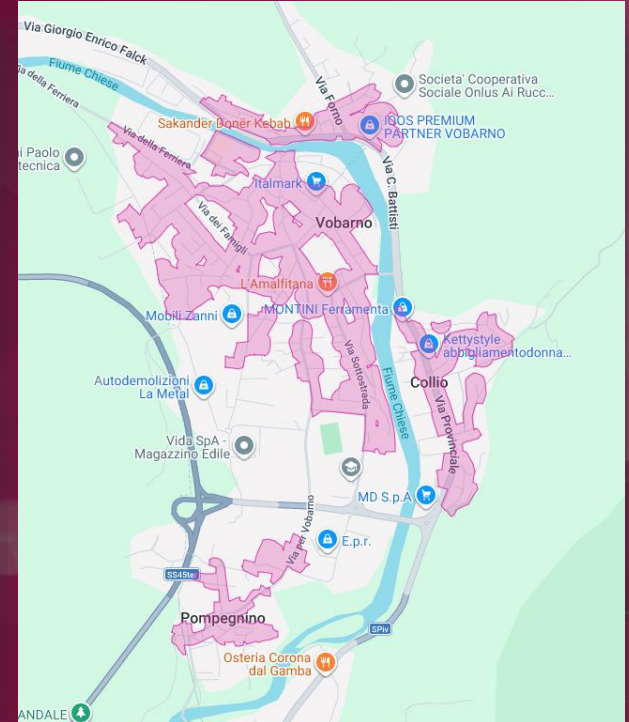 Via Giorgio Enrico Falck
Fiume Chiese
Via della Ferriera
Societa' Cooperativa
Sociale Onlus Ai Rucc...
Via Forno
Sakander Doner Kebab
IQOS PREMIUM
PARTNER VOBARNO
Via della Ferriera
Paolo
tecnica
Via C. Battisti
Italmark
Via dei Famigli
Vobarno
L'Amalfitana
MONTINI Ferramenta
Mobili Zanni
Kettystyle
abbigliamentodonna...
Via Sottostrada
Autodemolizioni
La Metal
Fiume Chiese
Collio
Via Provinciale
Vida SpA -
Magazzino Edile
MD S.p.A
Via per Vobarno
E.p.r.
SS45ter
Pompegnino
SPIV
Osteria Corona
dal Gamba
ANDALE